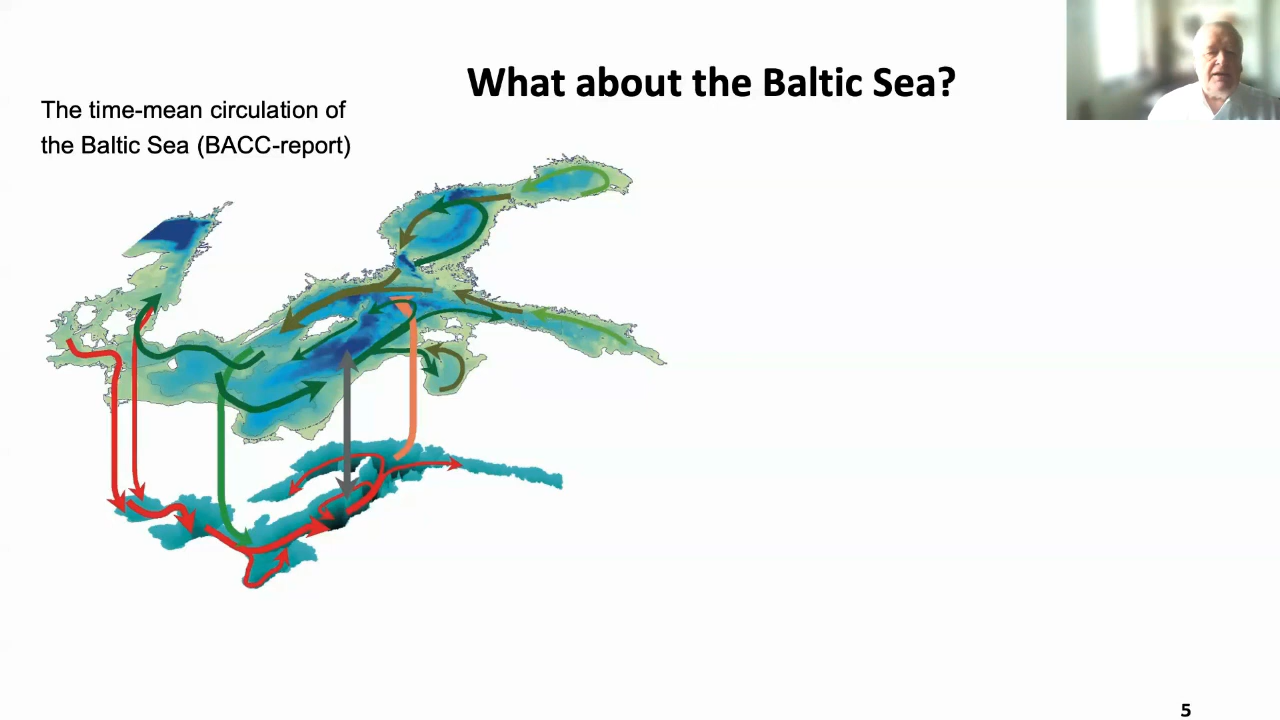 What about the Baltic Sea?
The time-mean circulation of
the Baltic Sea (BACC-report)
5